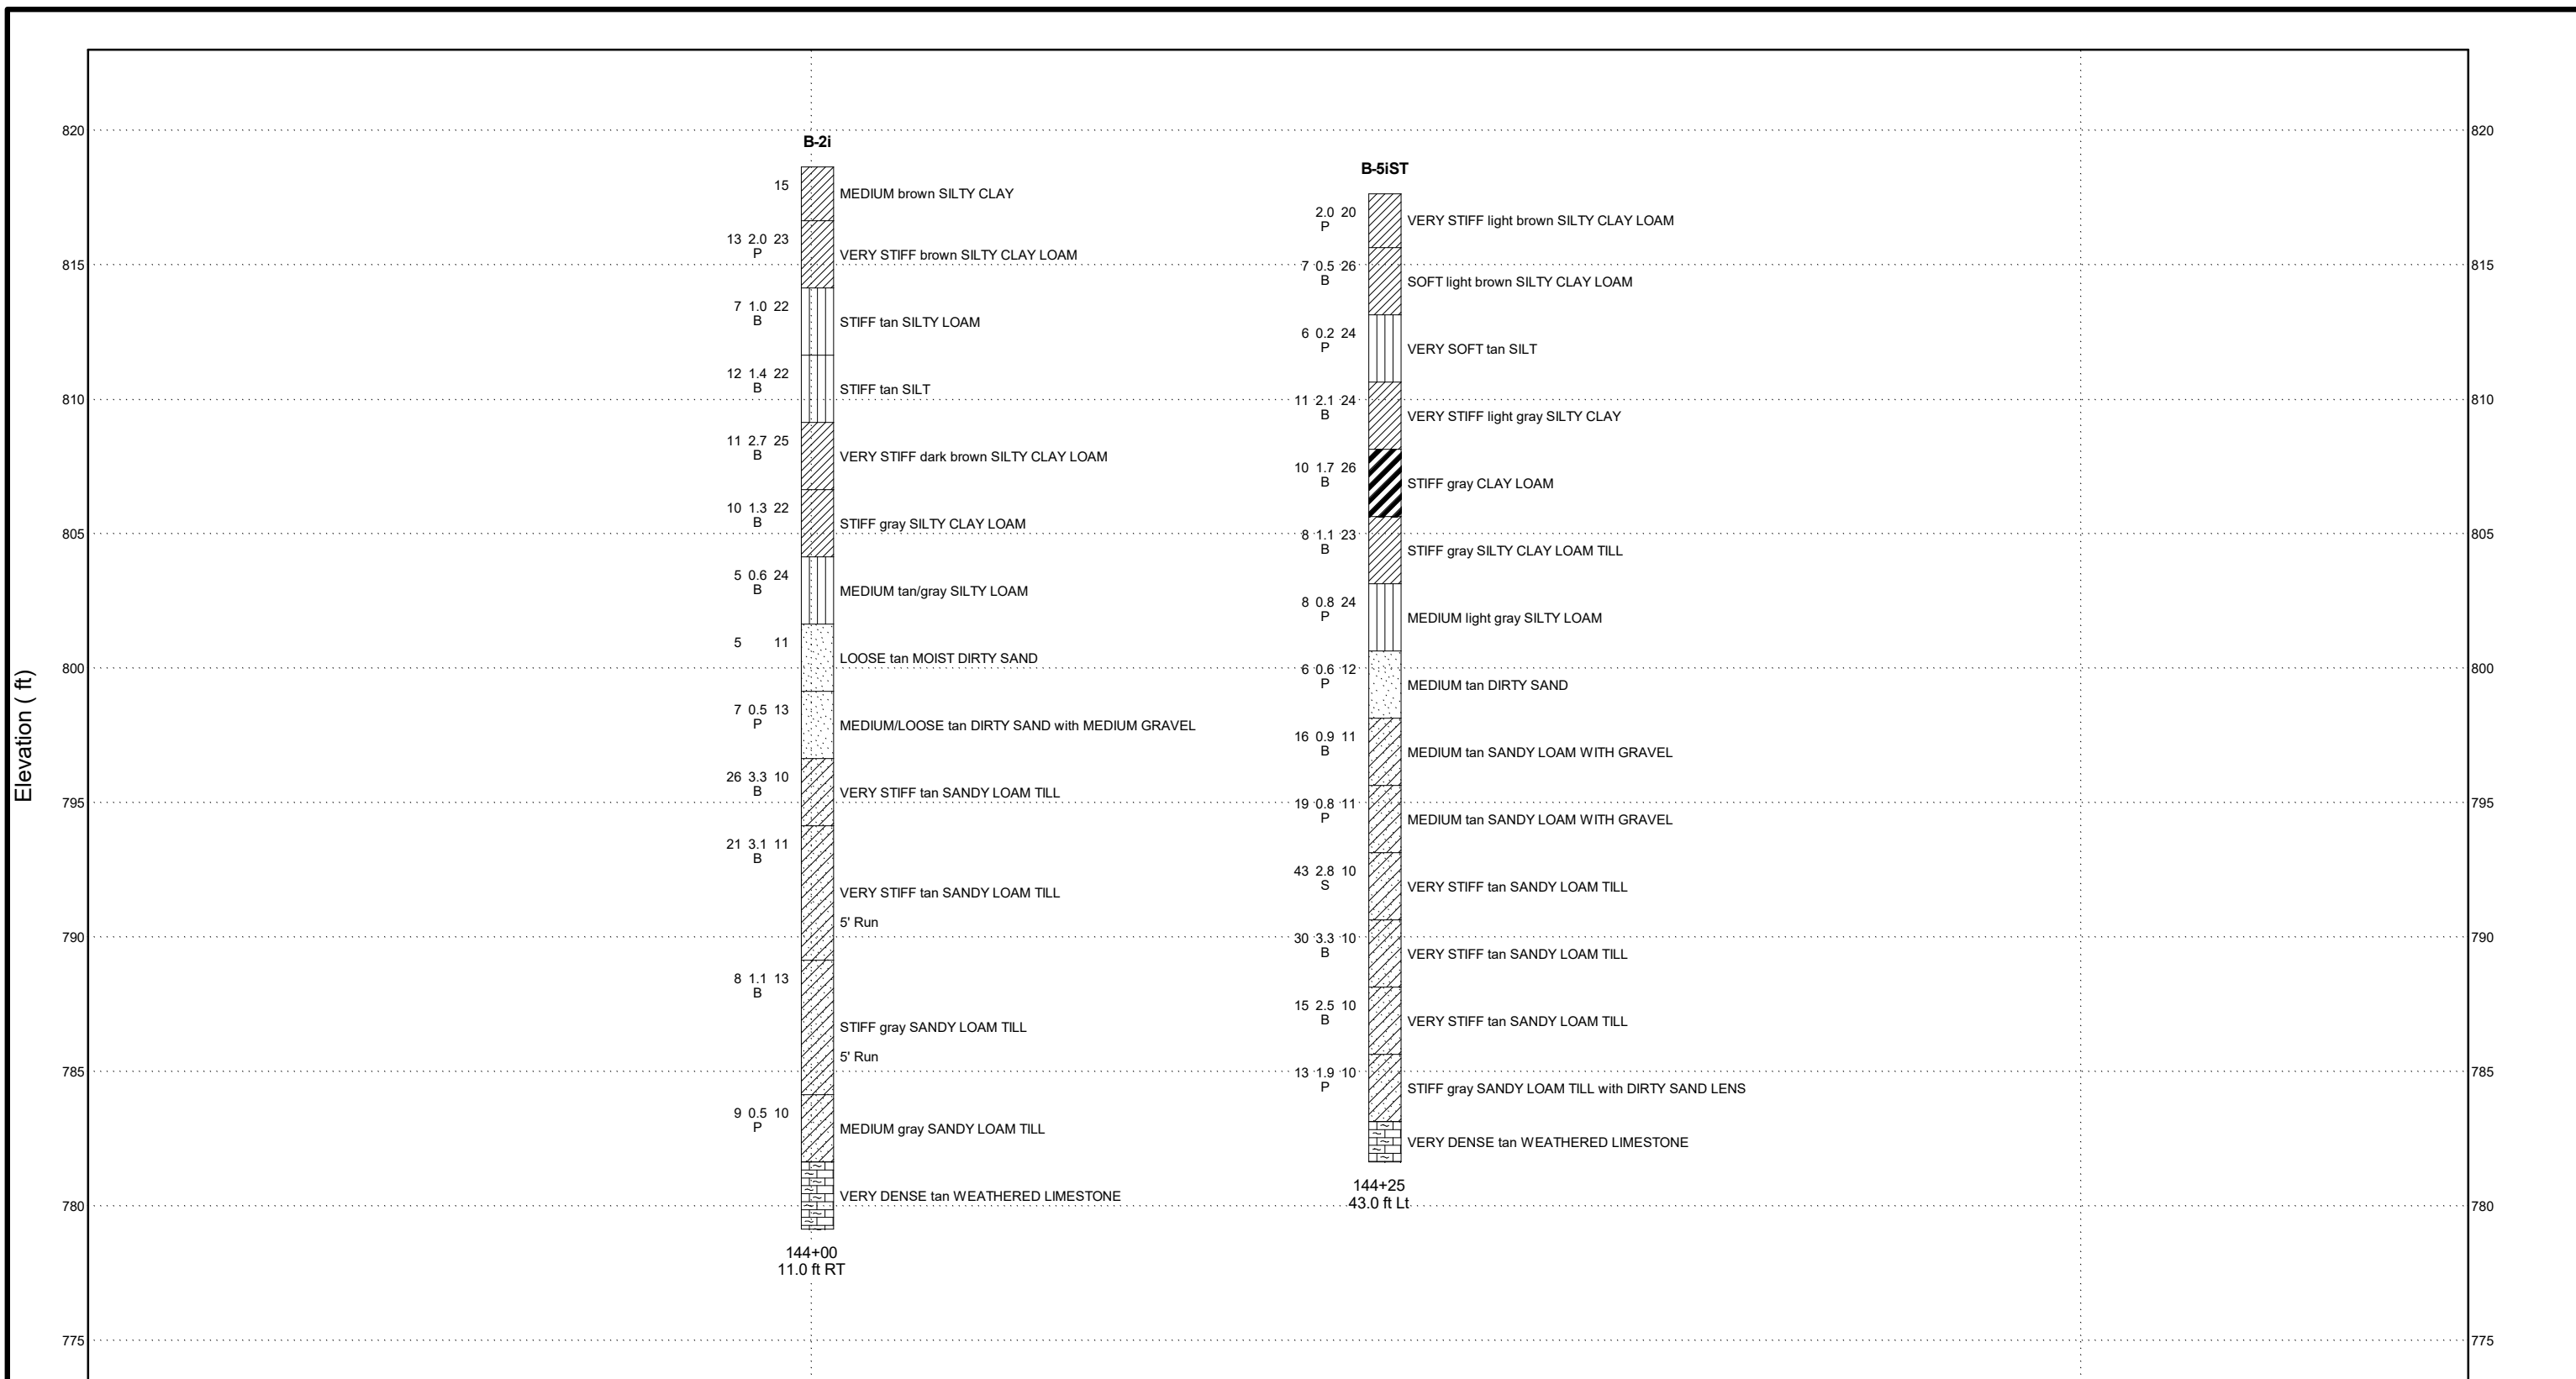 820
820
B-2i
B-5iST
15
MEDIUM brown SILTY CLAY
13 2.0 23
P
VERY STIFF brown SILTY CLAY LOAM
7 1.0 22
B
STIFF tan SILTY LOAM
12 1.4 22
B
STIFF tan SILT
11 2.7 25
B
VERY STIFF dark brown SILTY CLAY LOAM
10 1.3 22
B
STIFF gray SILTY CLAY LOAM
5 0.6 24
B
MEDIUM tan/gray SILTY LOAM
5 11
LOOSE tan MOIST DIRTY SAND
7 0.5 13
P
MEDIUM/LOOSE tan DIRTY SAND with MEDIUM GRAVEL
26 3.3 10
B
VERY STIFF tan SANDY LOAM TILL
21 3.1 11
B
VERY STIFF tan SANDY LOAM TILL
5' Run
8 1.1 13
B
STIFF gray SANDY LOAM TILL
5' Run
9 0.5 10
P
MEDIUM gray SANDY LOAM TILL
VERY DENSE tan WEATHERED LIMESTONE
144+00
11.0 ft RT
2.0 20
P
VERY STIFF light brown SILTY CLAY LOAM
7 0.5 26
B
SOFT light brown SILTY CLAY LOAM
6 0.2 24
P
VERY SOFT tan SILT
11 2.1 24
B
VERY STIFF light gray SILTY CLAY
10 1.7 26
B
STIFF gray CLAY LOAM
8 1.1 23
B
STIFF gray SILTY CLAY LOAM TILL
8 0.8 24
P
MEDIUM light gray SILTY LOAM
6 0.6 12
P
MEDIUM tan DIRTY SAND
16 0.9 11
B
MEDIUM tan SANDY LOAM WITH GRAVEL
19 0.8 11
P
MEDIUM tan SANDY LOAM WITH GRAVEL
43 2.8 10
S
VERY STIFF tan SANDY LOAM TILL
30 3.3 10
B
VERY STIFF tan SANDY LOAM TILL
15 2.5 10
B
VERY STIFF tan SANDY LOAM TILL
13 1.9 10
P
STIFF gray SANDY LOAM TILL with DIRTY SAND LENS
VERY DENSE tan WEATHERED LIMESTONE
144+25
43.0 ft Lt
815
815
810
810
805
805
800
800
795
795
790
790
785
785
780
780
775
775
Elevation ( ft)